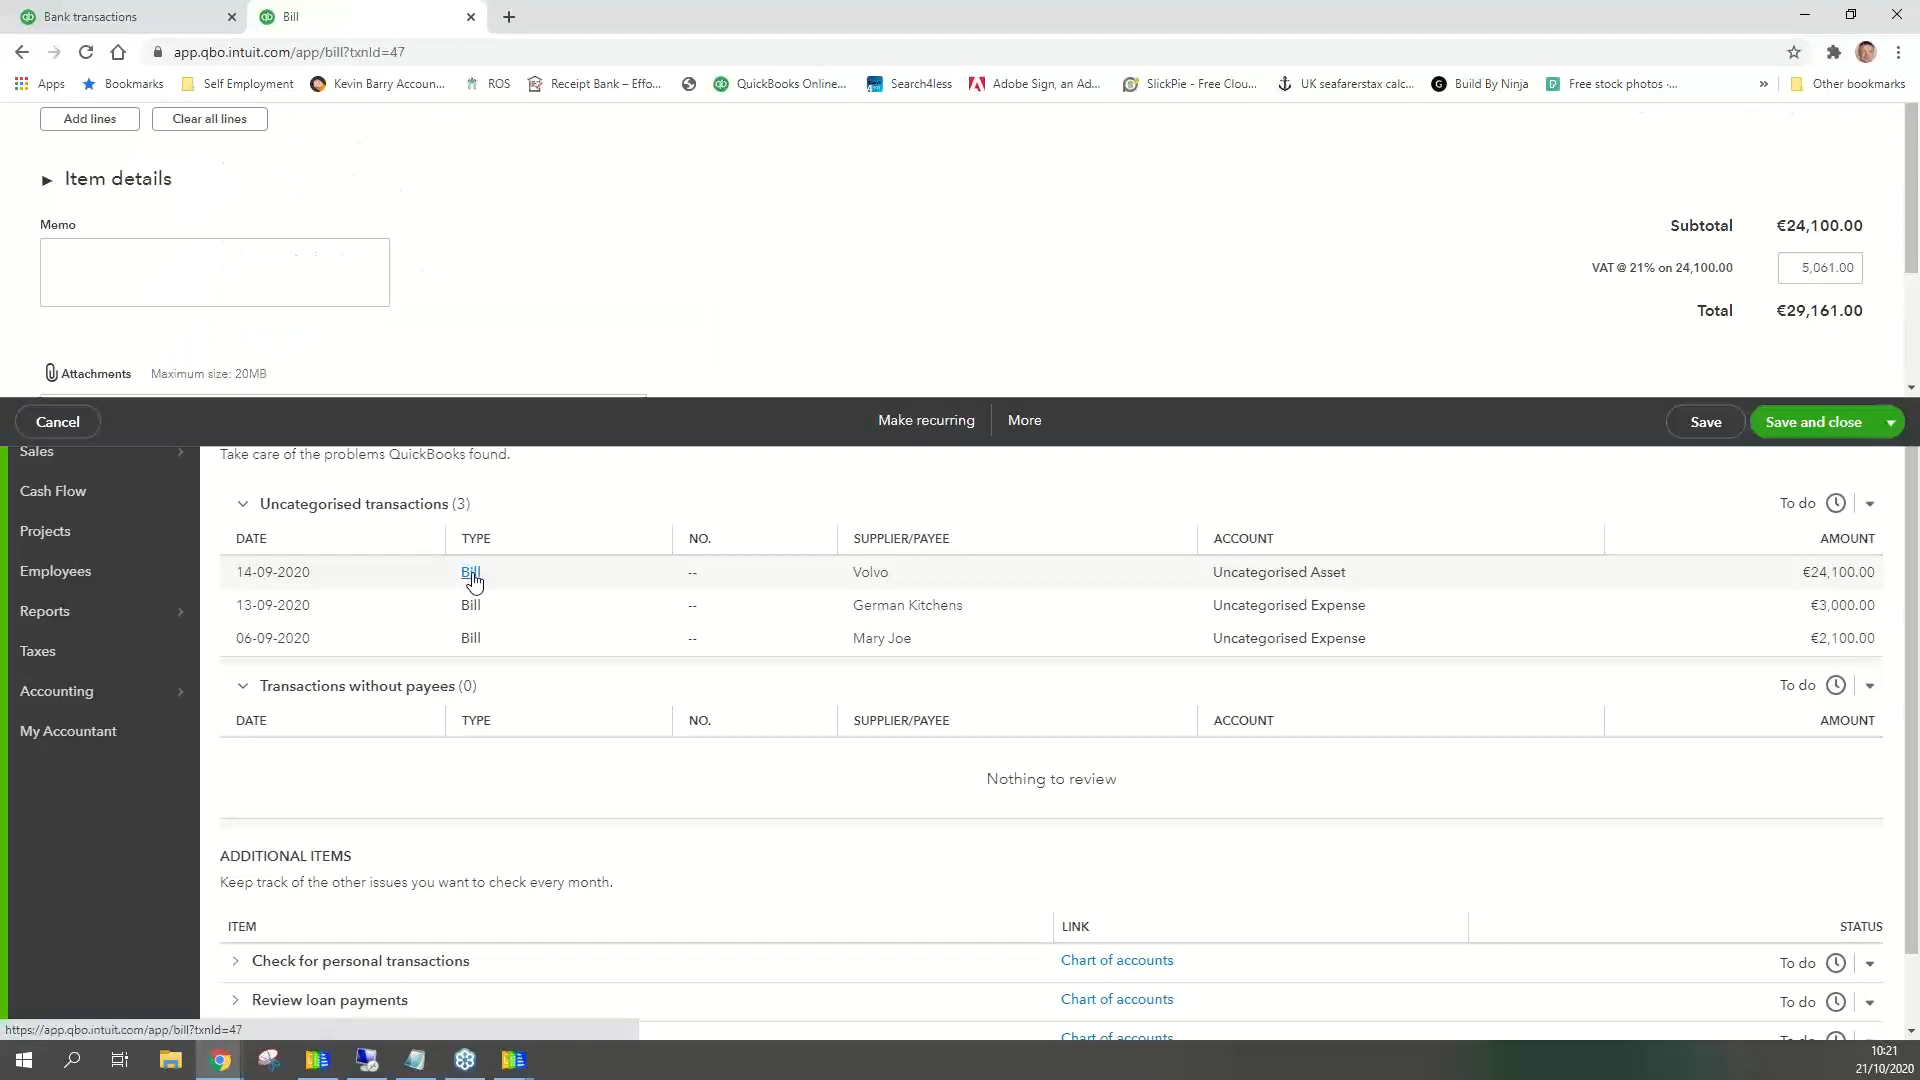 Bank transactions
Bill
app.qbo.intuit.com/app/bill?txnId=47
Apps
Bookmarks
Self Employment
Kevin Barry Accoun...
ROS
Receipt Bank – Effo...
QuickBooks Online...
Search4less
Adobe Sign, an Ad...
SlickPie - Free Clou...
UK seafarerstax calc...
Build By Ninja
Free stock photos ·...
»
Other bookmarks
Add lines
Clear all lines
Item details
Memo
Subtotal €24,100.00
VAT @ 21% on 24,100.00 5,061.00
Total €29,161.00
Attachments Maximum size: 20MB
Cancel
Make recurring
More
Save
Save and close
Sales
Cash Flow
Projects
Employees
Reports
Taxes
Accounting
My Accountant
Take care of the problems QuickBooks found.
Uncategorised transactions (3) To do
DATE TYPE NO. SUPPLIER/PAYEE ACCOUNT AMOUNT
14-09-2020 Bill -- Volvo Uncategorised Asset €24,100.00
13-09-2020 Bill -- German Kitchens Uncategorised Expense €3,000.00
06-09-2020 Bill -- Mary Joe Uncategorised Expense €2,100.00
Transactions without payees (0) To do
DATE TYPE NO. SUPPLIER/PAYEE ACCOUNT AMOUNT
Nothing to review
ADDITIONAL ITEMS
Keep track of the other issues you want to check every month.
ITEM LINK STATUS
Check for personal transactions Chart of accounts To do
Review loan payments Chart of accounts To do
Chart of accounts To do
https://app.qbo.intuit.com/app/bill?txnId=47
10:21
21/10/2020